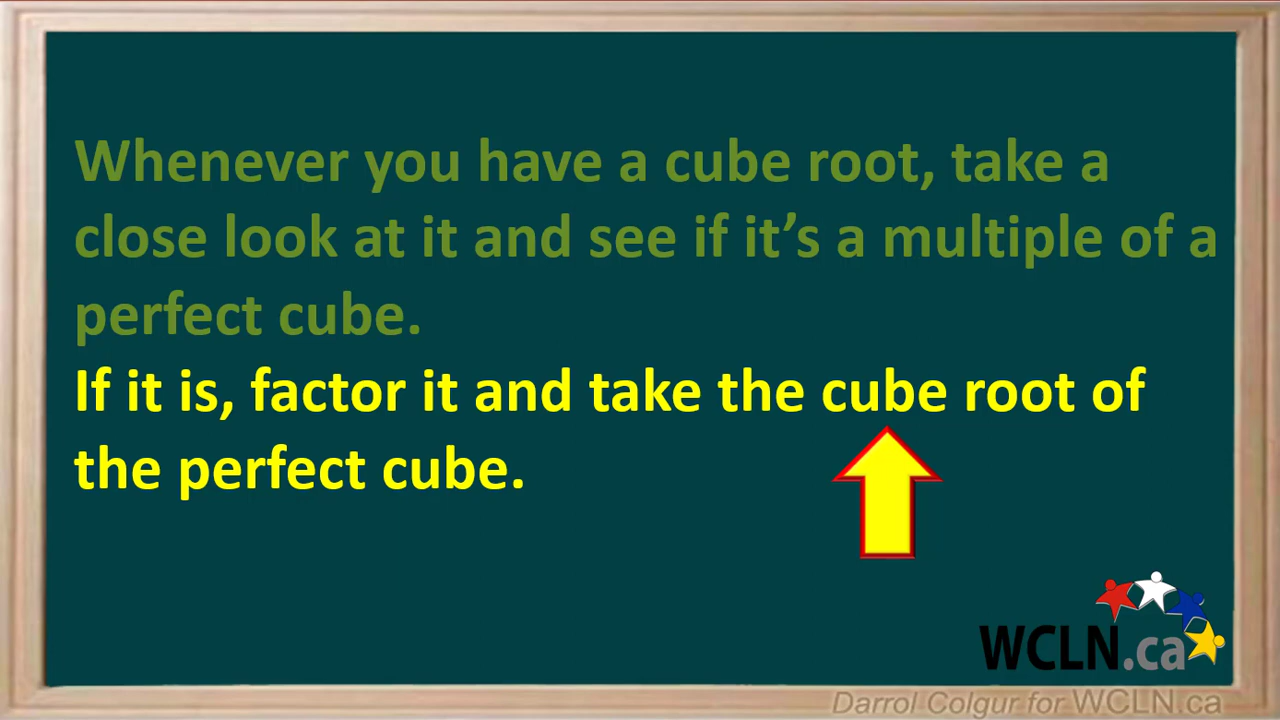 Whenever you have a cube root, take a
close look at it and see if it’s a multiple of a
perfect cube.
If it is, factor it and take the cube root of
the perfect cube.
WCLN.ca
Darrol Colgur for WCLN.ca